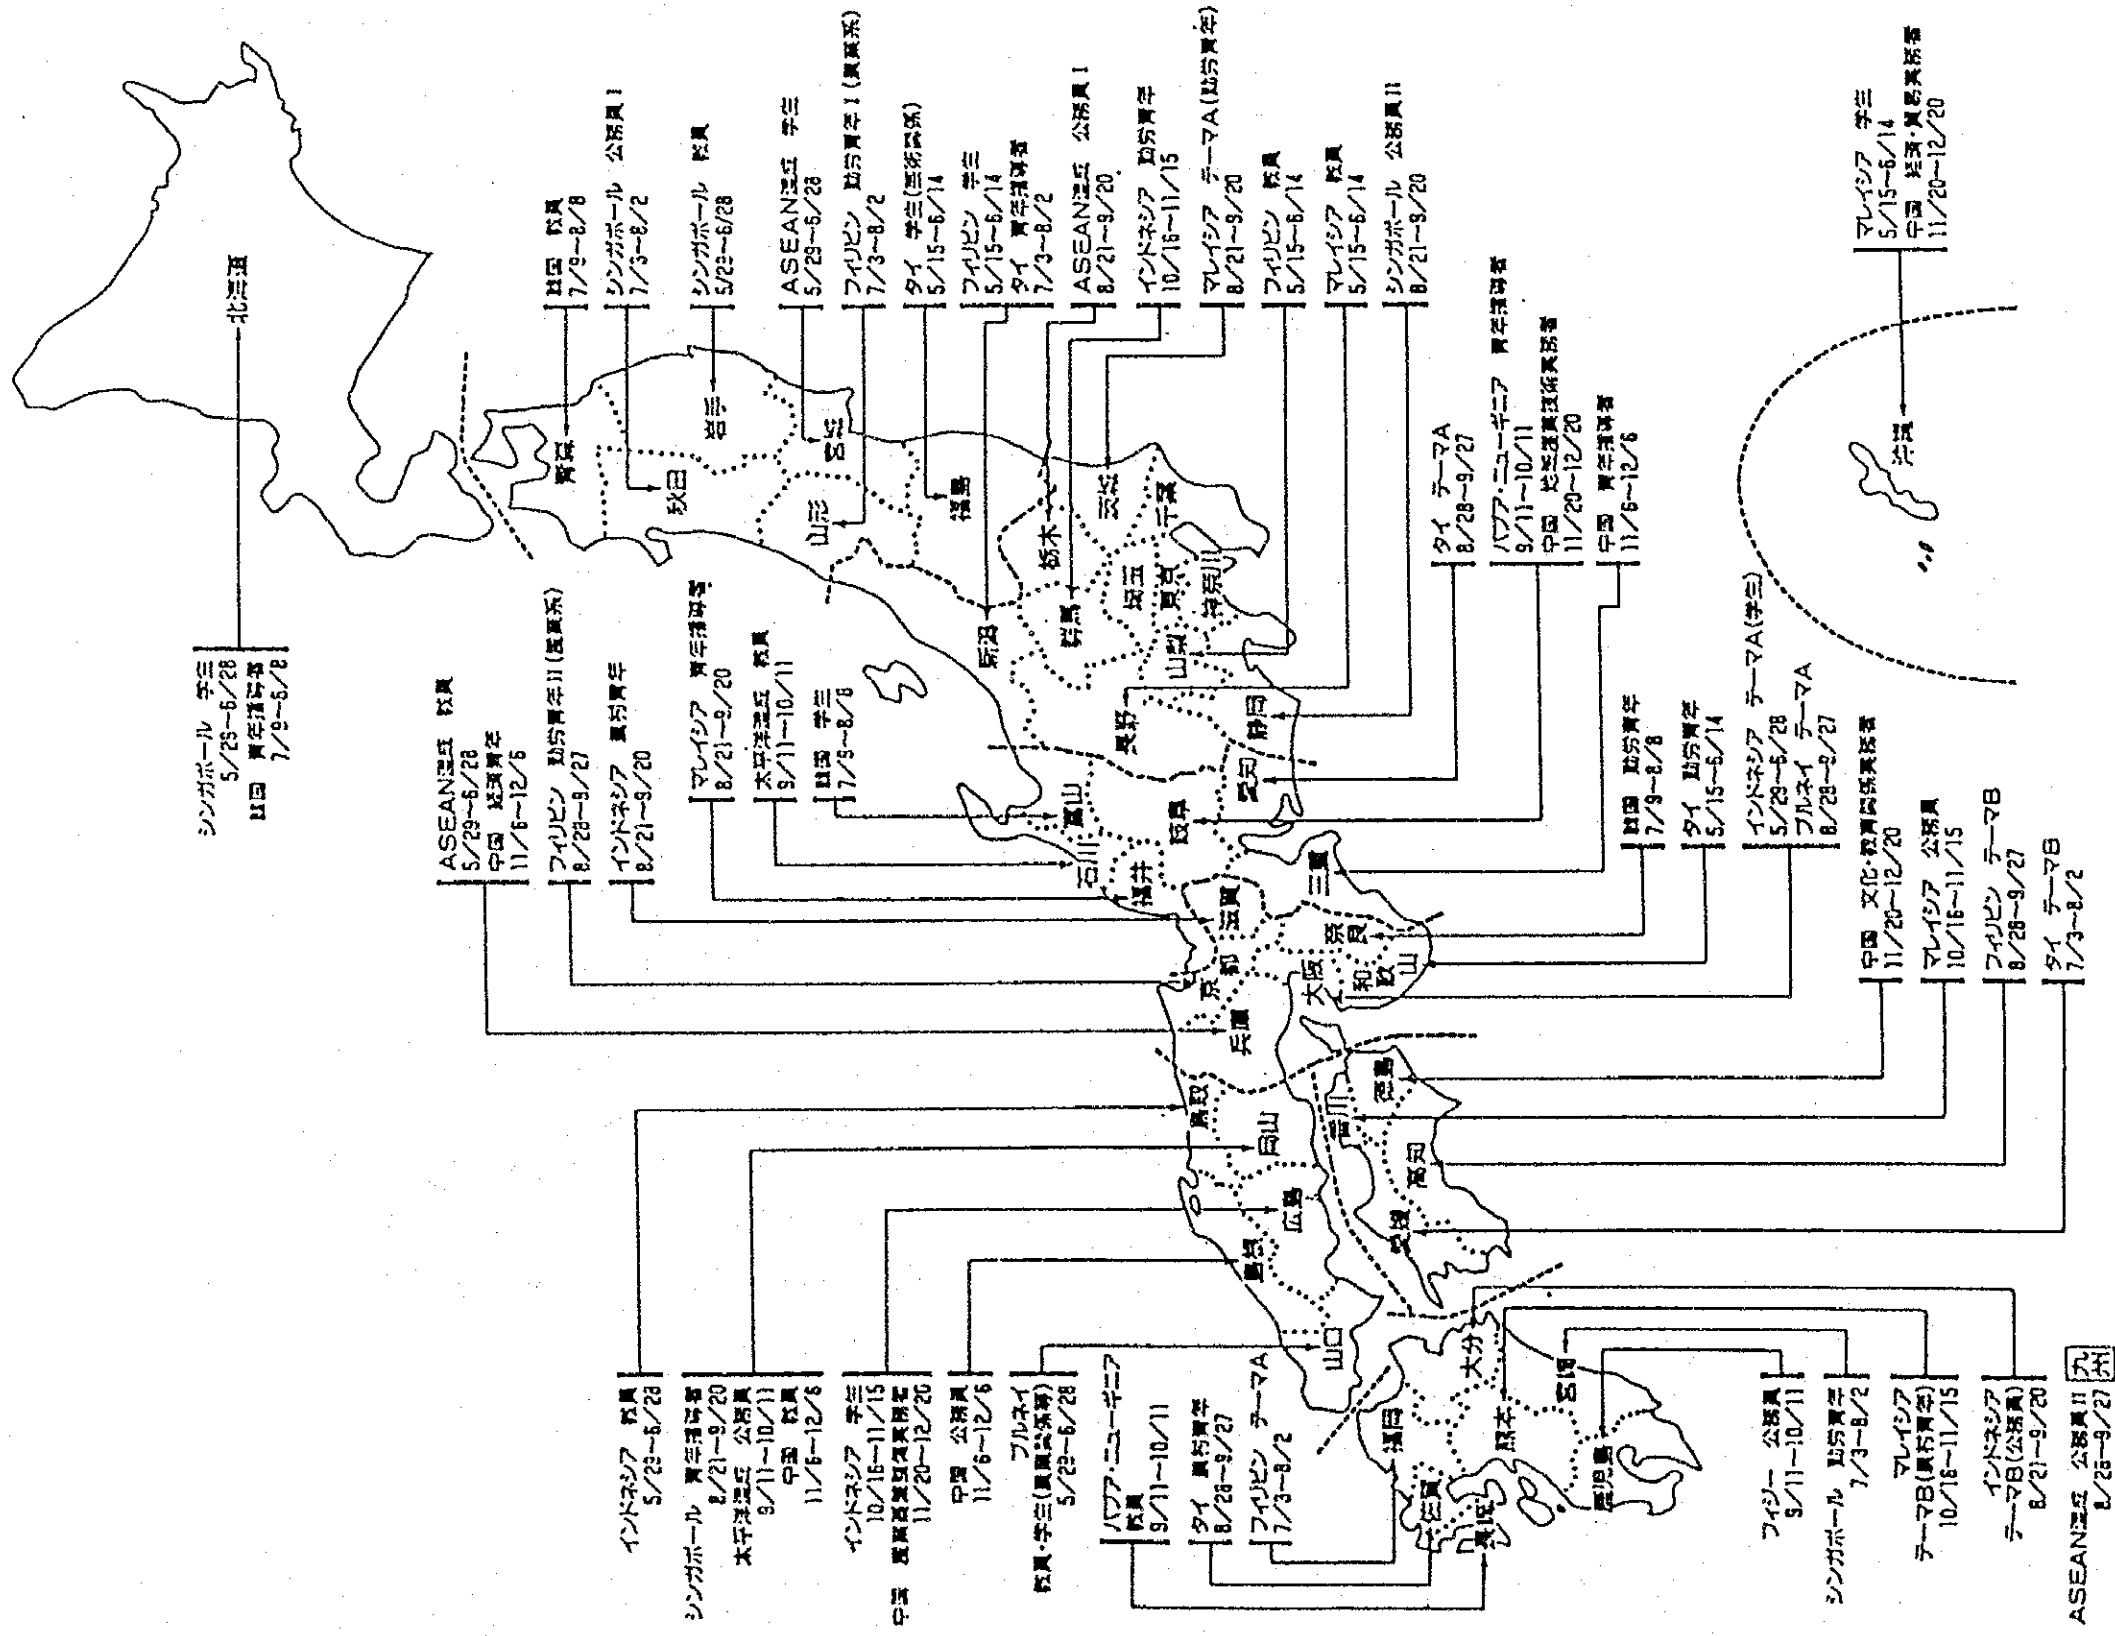 シンガポール 学生
5/29~6/28
韓国 青年指導者
7/9~8/8
北海道
韓国 教員
7/9~8/8
青森
シンガポール 公務員I
7/3~8/2
秋田
シンガポール 教員
5/29~6/28
岩手
ASEAN混成 学生
5/29~6/28
宮城
フィリピン 勤労青年I(農業系)
7/3~8/2
山形
タイ 学生(芸術関係)
5/15~6/14
福島
フィリピン 学生
5/15~6/14
タイ 青年指導者
7/3~8/2
新潟
ASEAN混成 公務員I
8/21~9/20
栃木
インドネシア 勤労青年
10/16~11/15
群馬
マレイシア テーマA(勤労青年)
8/21~9/20
茨城
フィリピン 教員
5/15~6/14
山梨
マレイシア 教員
5/15~6/14
長野
シンガポール 公務員II
8/21~9/20
静岡
千葉
埼玉
東京
神奈川
タイ テーマA
8/28~9/27
愛知
パプア・ニューギニア 青年指導者
9/11~10/11
11/20~12/20
岐阜
中国 青年指導者
11/6~12/6
三重
マレイシア 学生
5/15~6/14
中国 経済・貿易実務者
11/20~12/20
沖縄
ASEAN混成 教員
5/29~6/28
中国 経済青年
11/6~12/6
兵庫
フィリピン 勤労青年II(農業系)
8/28~9/27
京都
インドネシア 農村青年
8/21~9/20
滋賀
マレイシア 青年指導者
8/21~9/20
福井
太平洋混成 教員
9/11~10/11
石川
韓国 学生
7/9~8/8
富山
韓国 勤労青年
7/9~8/8
奈良
タイ 勤労青年
5/15~6/14
和歌山
インドネシア テーマA(学生)
5/29~6/28
ブルネイ テーマA
8/28~9/27
大阪
中国 文化・教育関係実務者
11/20~12/20
徳島
マレイシア 公務員
10/16~11/15
香川
フィリピン テーマB
8/28~9/27
高知
タイ テーマB
7/3~8/2
愛媛
インドネシア 教員
5/29~6/28
鳥取
シンガポール 青年指導者
8/21~9/20
太平洋混成 公務員
9/11~10/11
中国 教員
11/6~12/6
岡山
インドネシア 学生
10/16~11/15
11/20~12/20
広島
中国 公務員
11/6~12/6
島根
ブルネイ
5/29~6/28
山口
パプア・ニューギニア
教員
9/11~10/11
長崎
タイ 農村青年
8/28~9/27
佐賀
フィリピン テーマA
7/3~8/2
福岡
大分
熊本
宮崎
鹿児島
フィジー 公務員
9/11~10/11
シンガポール 勤労青年
7/3~8/2
マレイシア
テーマB(農村青年)
10/16~11/15
インドネシア
テーマB(公務員)
8/21~9/20
ASEAN混成 公務員II 九州
8/28~9/27